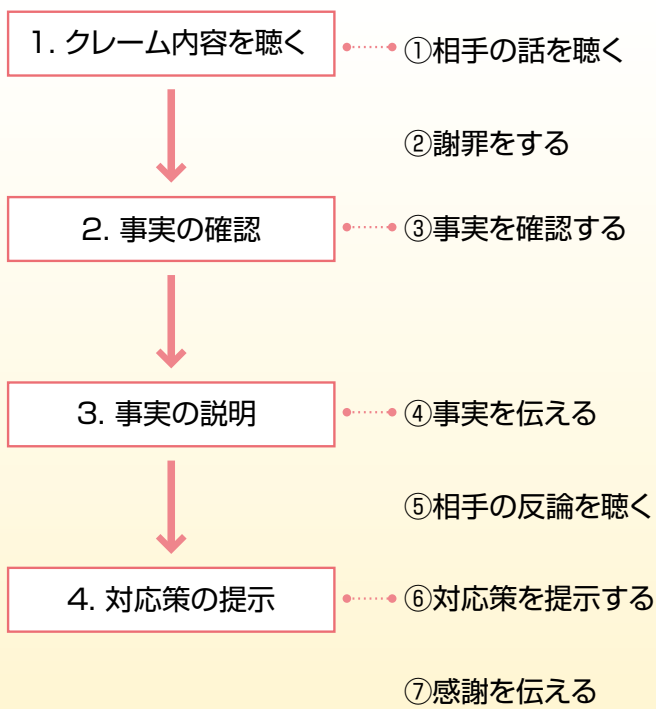 1. クレーム内容を聴く
①相手の話を聴く
②謝罪をする
2. 事実の確認
③事実を確認する
3. 事実の説明
④事実を伝える
⑤相手の反論を聴く
4. 対応策の提示
⑥対応策を提示する
⑦感謝を伝える